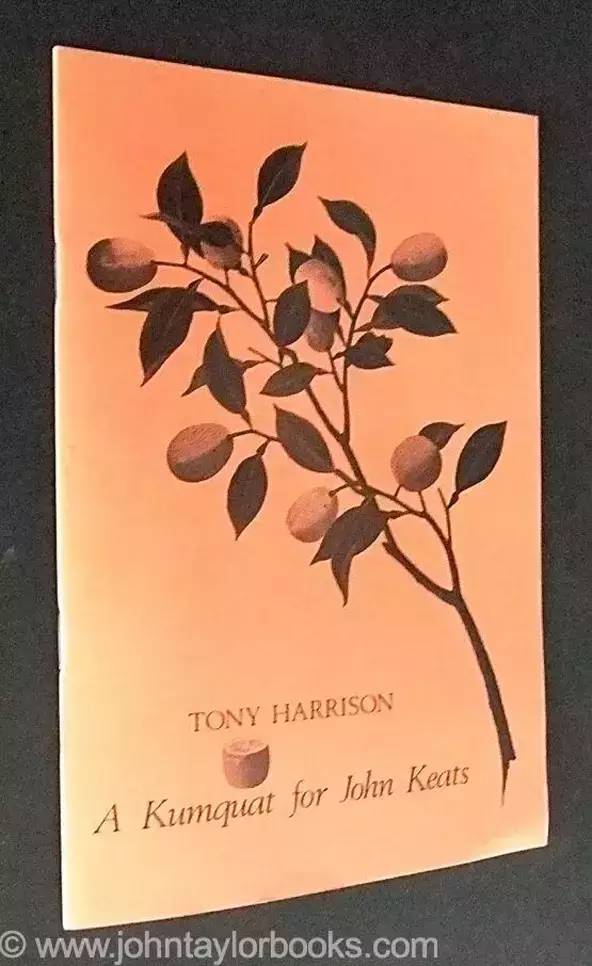 TONY HARRISON
A Kumquat for John Keats
© www.johntaylorbooks.com